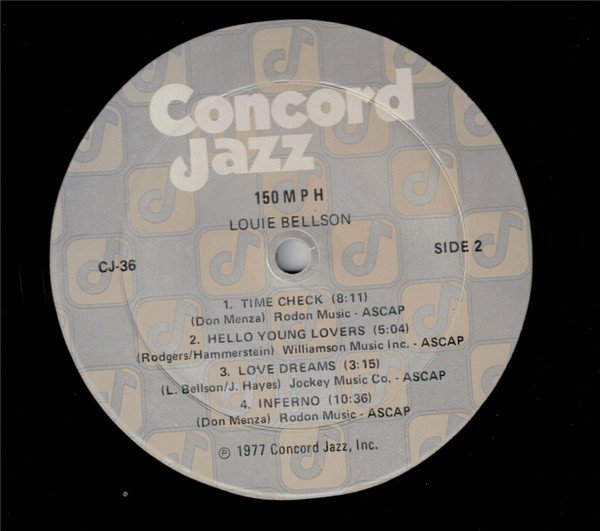 Concord
Jazz
150 M P H
LOUIE BELLSON
CJ-36
SIDE 2
1. TIME CHECK (8:11)
(Don Menza) Rodon Music - ASCAP
2. HELLO YOUNG LOVERS (5:04)
(Rodgers/Hammerstein) Williamson Music Inc. - ASCAP
3. LOVE DREAMS (3:15)
(L. Bellson/J. Hayes) Jockey Music Co. - ASCAP
4. INFERNO (10:36)
(Don Menza) Rodon Music - ASCAP
℗ 1977 Concord Jazz, Inc.